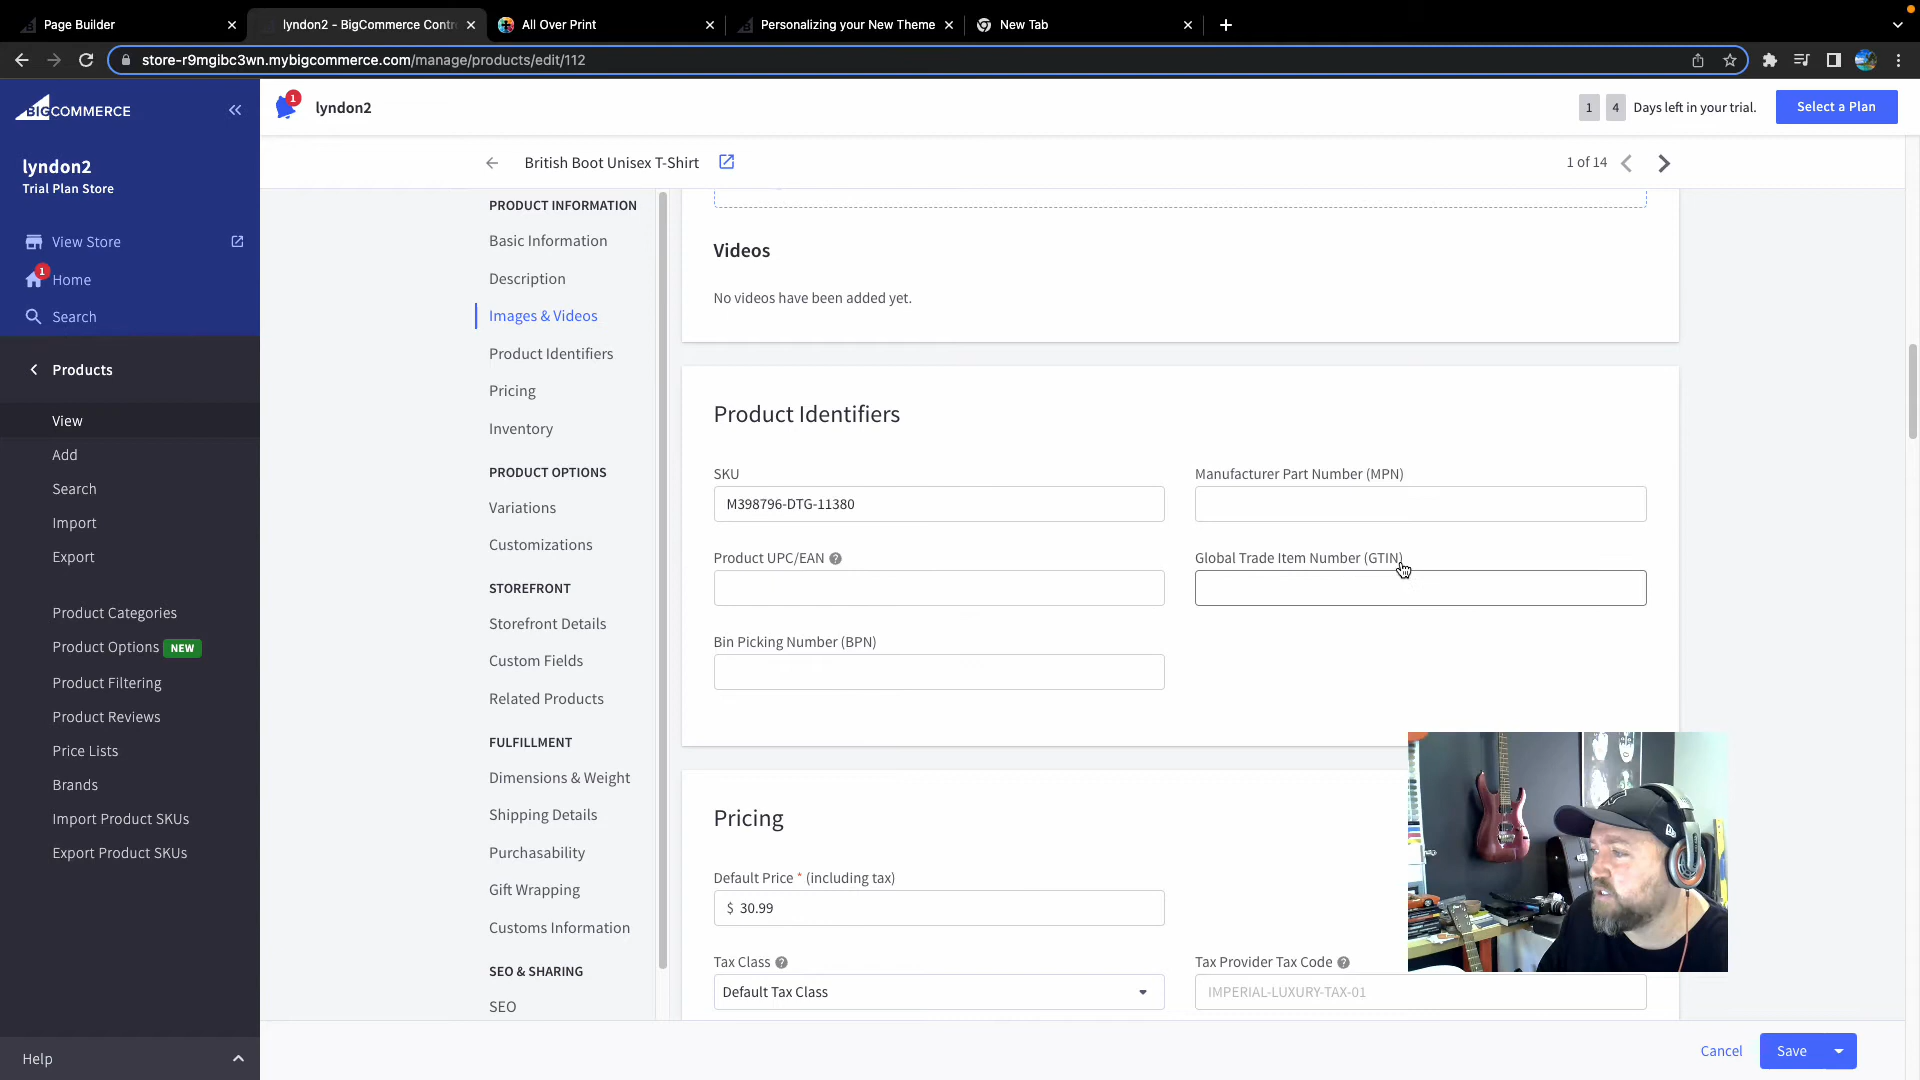 Page Builder
lyndon2 - BigCommerce Contr
All Over Print
Personalizing your New Theme
New Tab
store-r9mgibc3wn.mybigcommerce.com/manage/products/edit/112
BIGCOMMERCE
1
lyndon2
1 4 Days left in your trial.
Select a Plan
lyndon2
Trial Plan Store
View Store
1
Home
Search
Products
View
Add
Search
Import
Export
Product Categories
Product Options NEW
Product Filtering
Product Reviews
Price Lists
Brands
Import Product SKUs
Export Product SKUs
Help
British Boot Unisex T-Shirt
1 of 14
PRODUCT INFORMATION
Basic Information
Description
Images & Videos
Product Identifiers
Pricing
Inventory
PRODUCT OPTIONS
Variations
Customizations
STOREFRONT
Storefront Details
Custom Fields
Related Products
FULFILLMENT
Dimensions & Weight
Shipping Details
Purchasability
Gift Wrapping
Customs Information
SEO & SHARING
SEO
Videos
No videos have been added yet.
Product Identifiers
SKU
M398796-DTG-11380
Manufacturer Part Number (MPN)
Product UPC/EAN
Global Trade Item Number (GTIN)
Bin Picking Number (BPN)
Pricing
Default Price * (including tax)
$ 30.99
Tax Class
Default Tax Class
Tax Provider Tax Code
IMPERIAL-LUXURY-TAX-01
Cancel
Save